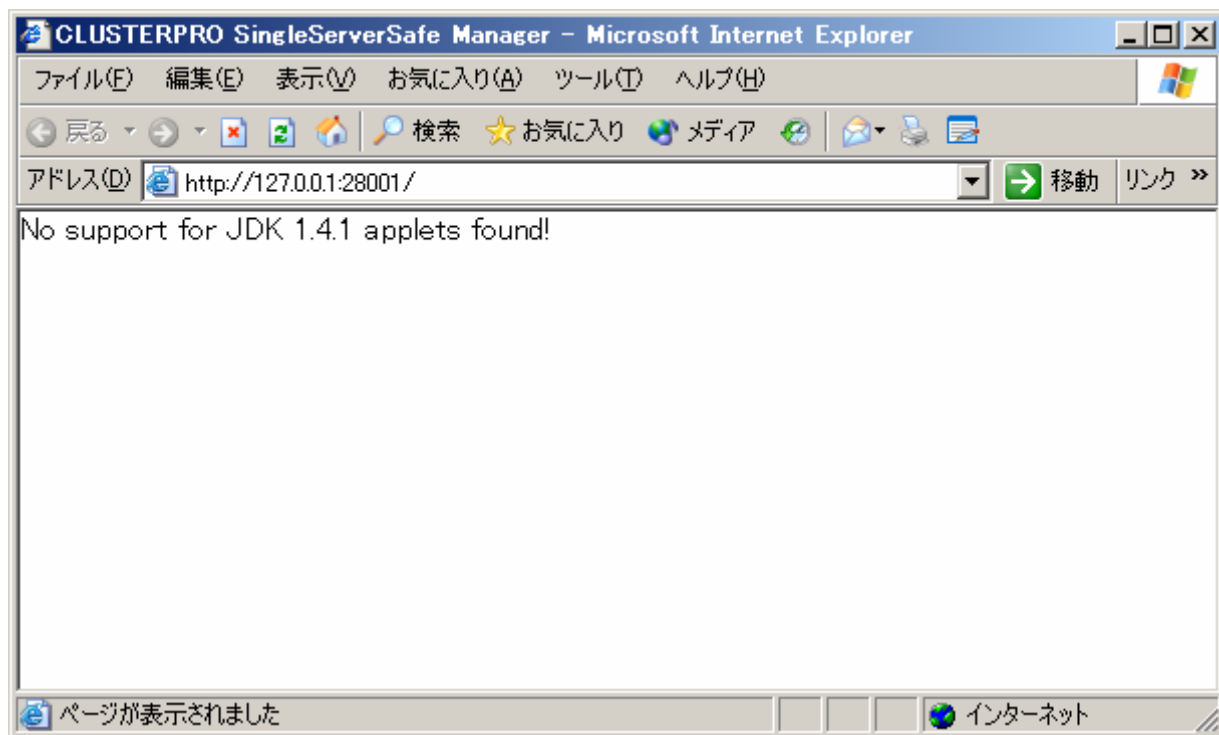 CLUSTERPRO SingleServerSafe Manager - Microsoft Internet Explorer
ファイル(F) 編集(E) 表示(V) お気に入り(A) ツール(T) ヘルプ(H)
戻る 検索 お気に入り メディア
アドレス(D) http://127.0.0.1:28001/ 移動 リンク »
No support for JDK 1.4.1 applets found!
ページが表示されました インターネット